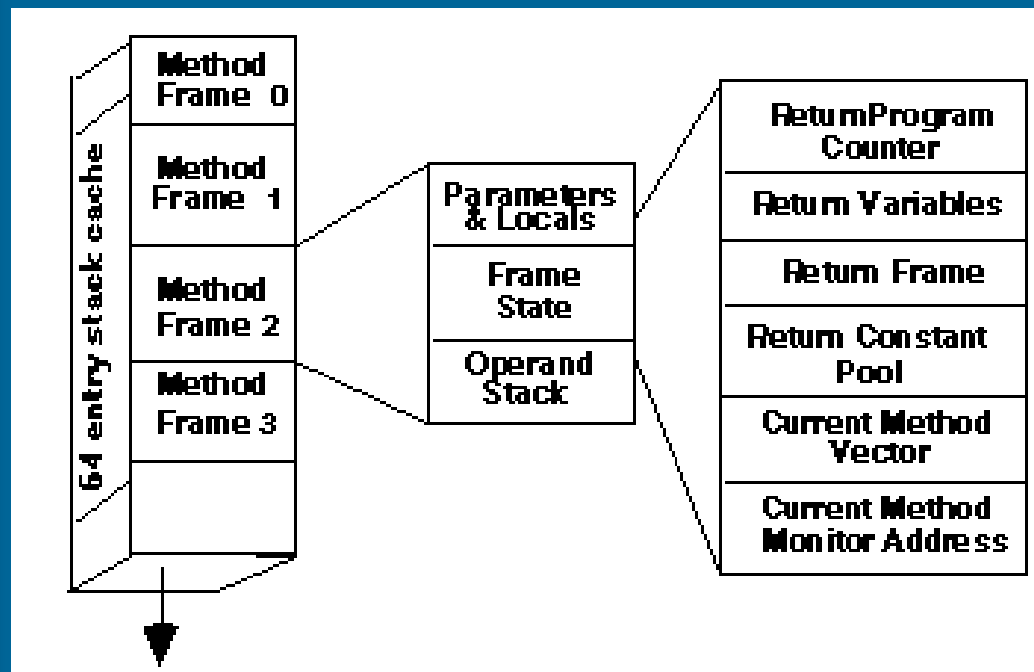 64 entry stack cache
Method
Frame 0
Method
Frame 1
Method
Frame 2
Method
Frame 3
Parameters
& Locals
Frame
State
Operand
Stack
ReturnProgram
Counter
Return Variables
Return Frame
Return Constant
Pool
Current Method
Vector
Current Method
Monitor Address